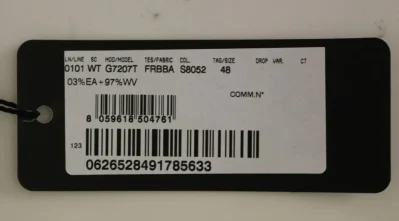 LN/LINE SC MOD/MODEL TES/FABRIC COL. TAG/SIZE DROP VAR. CT
0101 WT G7207T FRBBA S8052 48
03%EA+97%WV
COMM.N°
8 059618 504761
123
0626528491785633